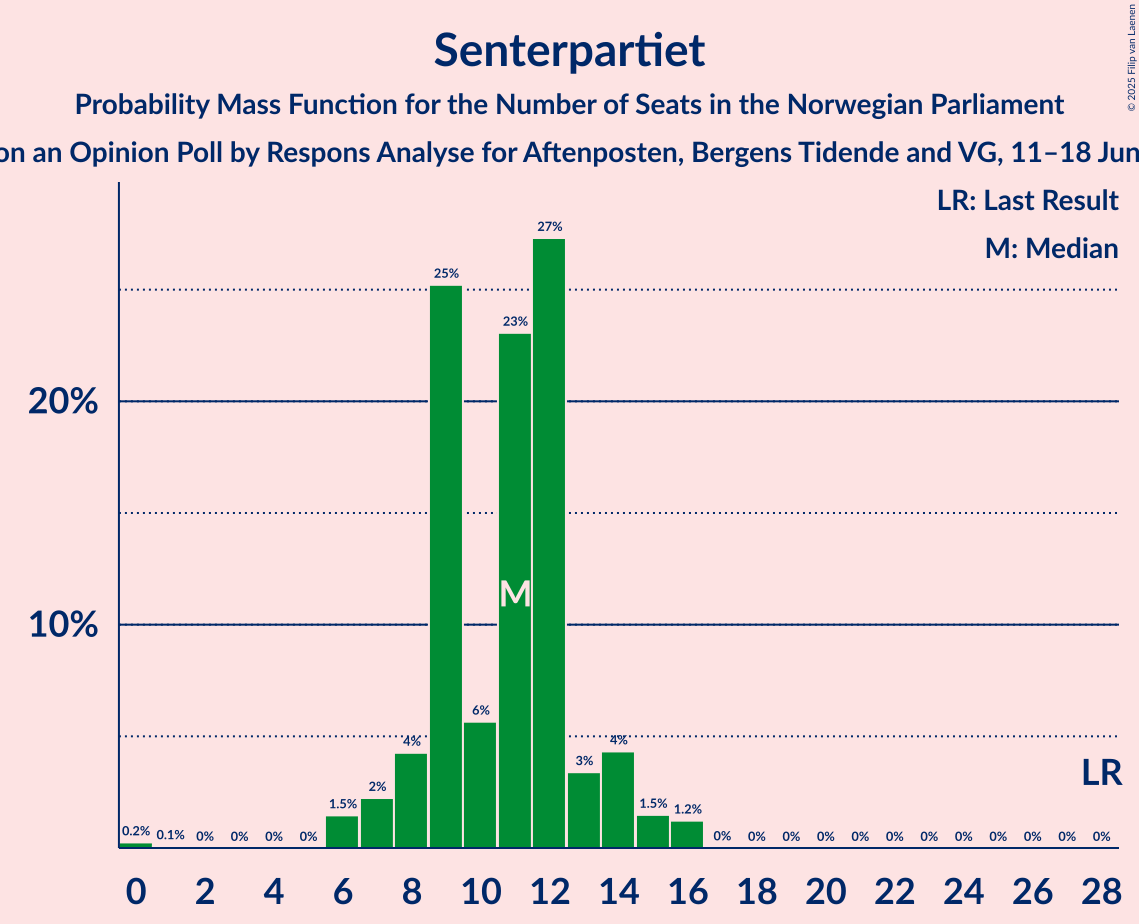 Senterpartiet
© 2025 Filip van Laenen
Probability Mass Function for the Number of Seats in the Norwegian Parliament
on an Opinion Poll by Respons Analyse for Aftenposten, Bergens Tidende and VG, 11–18 Jun
LR: Last Result
M: Median
27%
25%
23%
20%
M
10%
6%
4%
4%
3%
LR
2%
1.5%
1.5%
1.2%
0.2%
0.1%
0% 0% 0% 0%
0% 0% 0% 0% 0% 0% 0% 0% 0% 0% 0% 0%
0 2 4 6 8 10 12 14 16 18 20 22 24 26 28